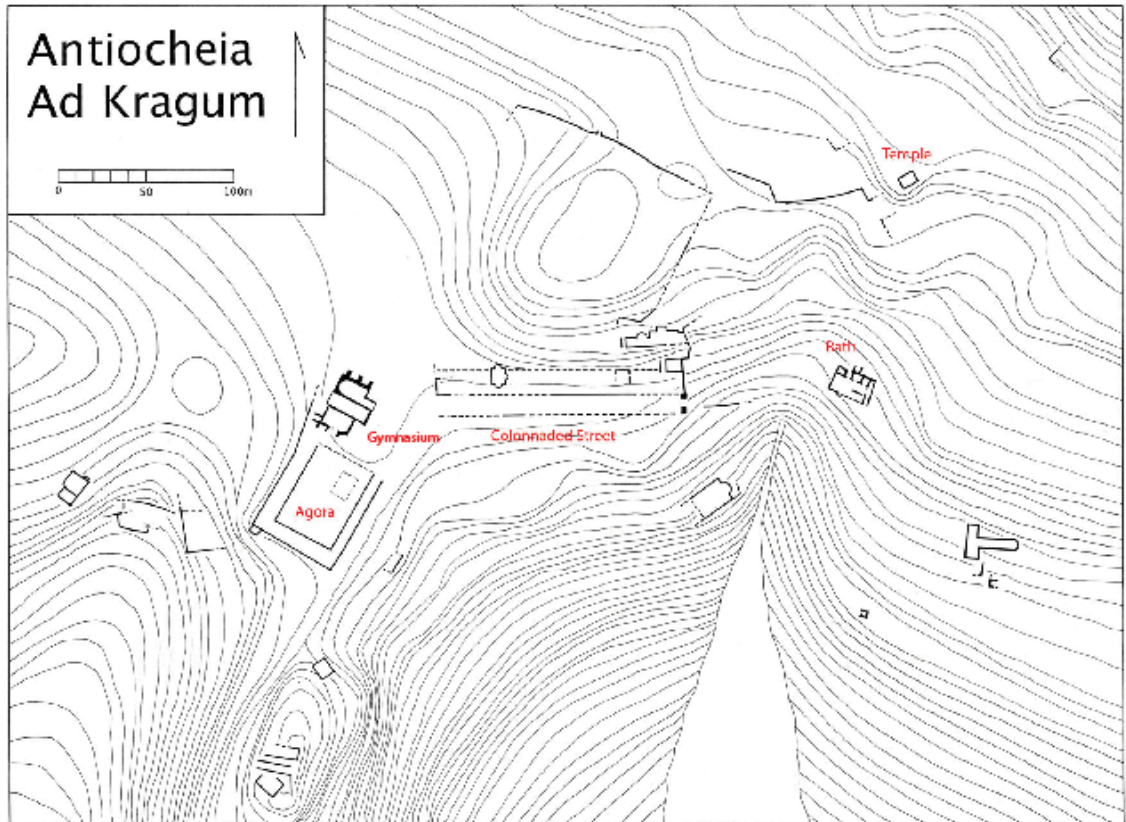 Antiocheia
Ad Kragum
0 50 100m
Temple
Bath
Gymnasium
Colonnaded Street
Agora